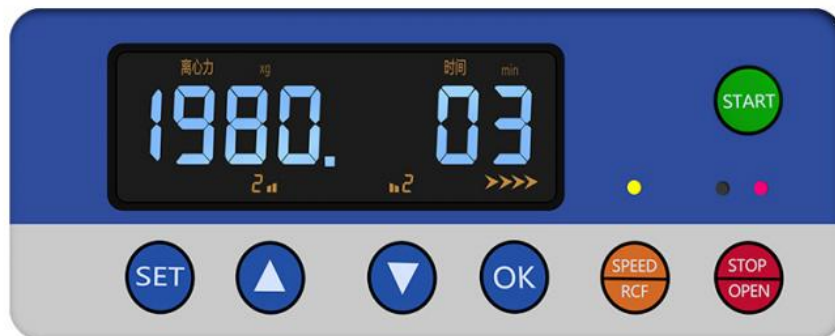 离心力 xg 时间 min
1980. 03
2 2
START
SET OK SPEED STOP
RCF OPEN